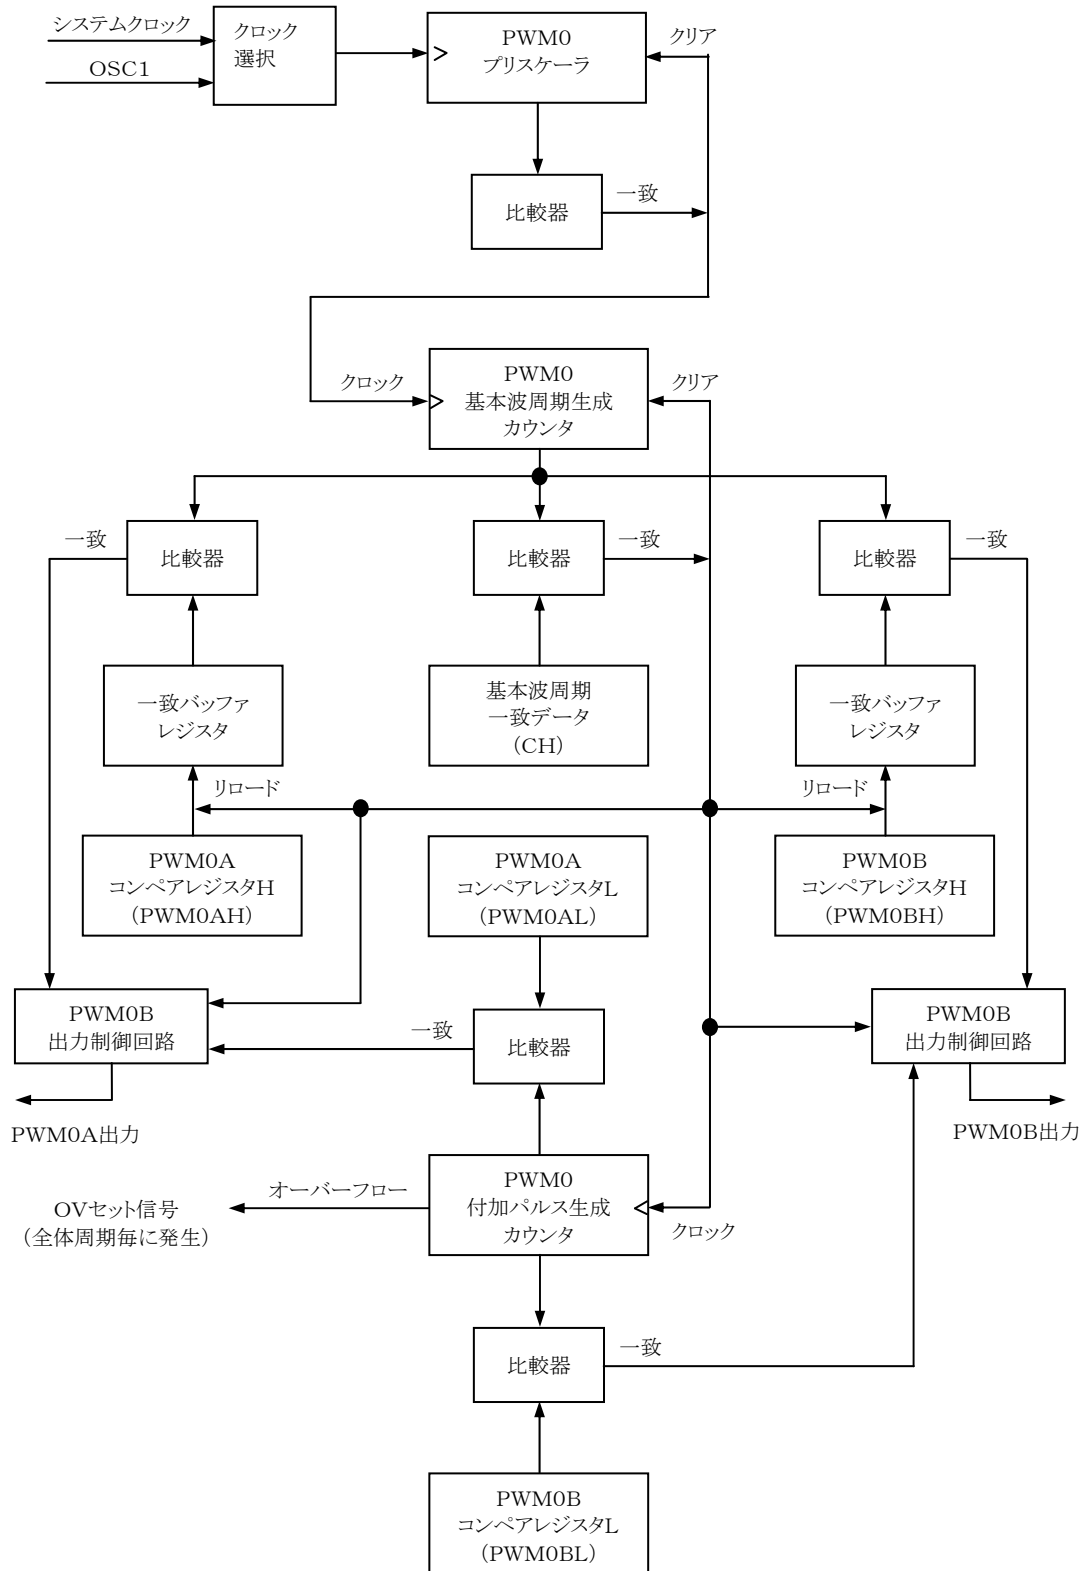 システムクロック
OSC1
クロック
選択
PWM0
プリスケーラ
クリア
比較器
一致
クロック
PWM0
基本波周期生成
カウンタ
クリア
一致
比較器
比較器
一致
比較器
一致
一致バッファ
レジスタ
基本波周期
一致データ
(CH)
一致バッファ
レジスタ
リロード
リロード
PWM0A
コンペアレジスタH
(PWM0AH)
PWM0A
コンペアレジスタL
(PWM0AL)
PWM0B
コンペアレジスタH
(PWM0BH)
PWM0B
出力制御回路
一致
比較器
PWM0B
出力制御回路
PWM0A出力
PWM0B出力
OVセット信号
(全体周期毎に発生)
オーバーフロー
PWM0
付加パルス生成
カウンタ
クロック
比較器
一致
PWM0B
コンペアレジスタL
(PWM0BL)